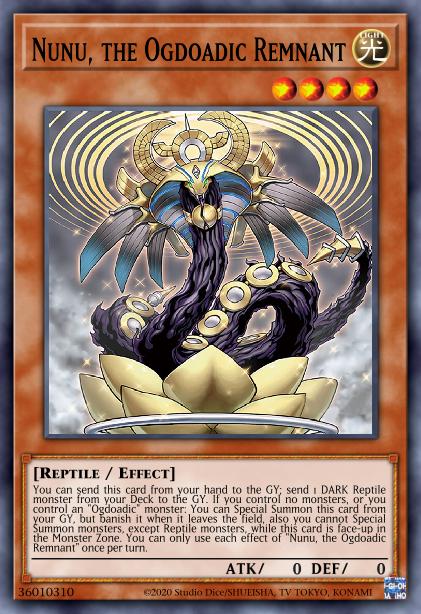 Nunu, the Ogdoadic Remnant
LIGHT
光
[Reptile / Effect]
You can send this card from your hand to the GY; send 1 DARK Reptile
monster from your Deck to the GY. If you control no monsters, or you
control an "Ogdoadic" monster: You can Special Summon this card from
your GY, but banish it when it leaves the field, also you cannot Special
Summon monsters, except Reptile monsters, while this card is face-up in
the Monster Zone. You can only use each effect of "Nunu, the Ogdoadic
Remnant" once per turn.
ATK/ 0 DEF/ 0
36010310 ©2020 Studio Dice/SHUEISHA, TV TOKYO, KONAMI